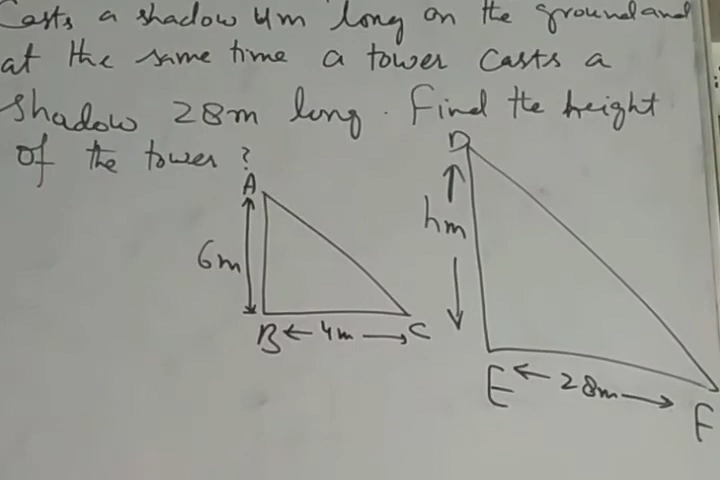 Casts a shadow 4m long on the ground and
at the same time a tower casts a
shadow 28m long. Find the height
of the tower ?
A
D
6m
hm
B
4m
C
E
28m
F